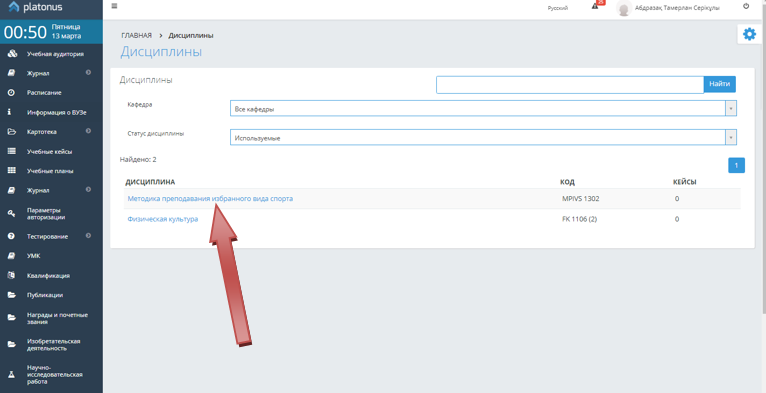 platonus
Русский
26
Абдразақ Тамерлан Серікұлы
00:50 Пятница
13 марта
Учебная аудитория
Журнал
Расписание
Информация о ВУЗе
Картотека
Учебные кейсы
Учебные планы
Журнал
Параметры
авторизации
Тестирование
УМК
Квалификация
Публикации
Награды и почетные
звания
Изобретательская
деятельность
Научно-
исследовательская
работа
ГЛАВНАЯ > Дисциплины
Дисциплины
Дисциплины
Найти
Кафедра
Все кафедры
Статус дисциплины
Используемые
Найдено: 2
1
ДИСЦИПЛИНА КОД КЕЙСЫ
Методика преподавания избранного вида спорта MPIVS 1302 0
Физическая культура FK 1106 (2) 0